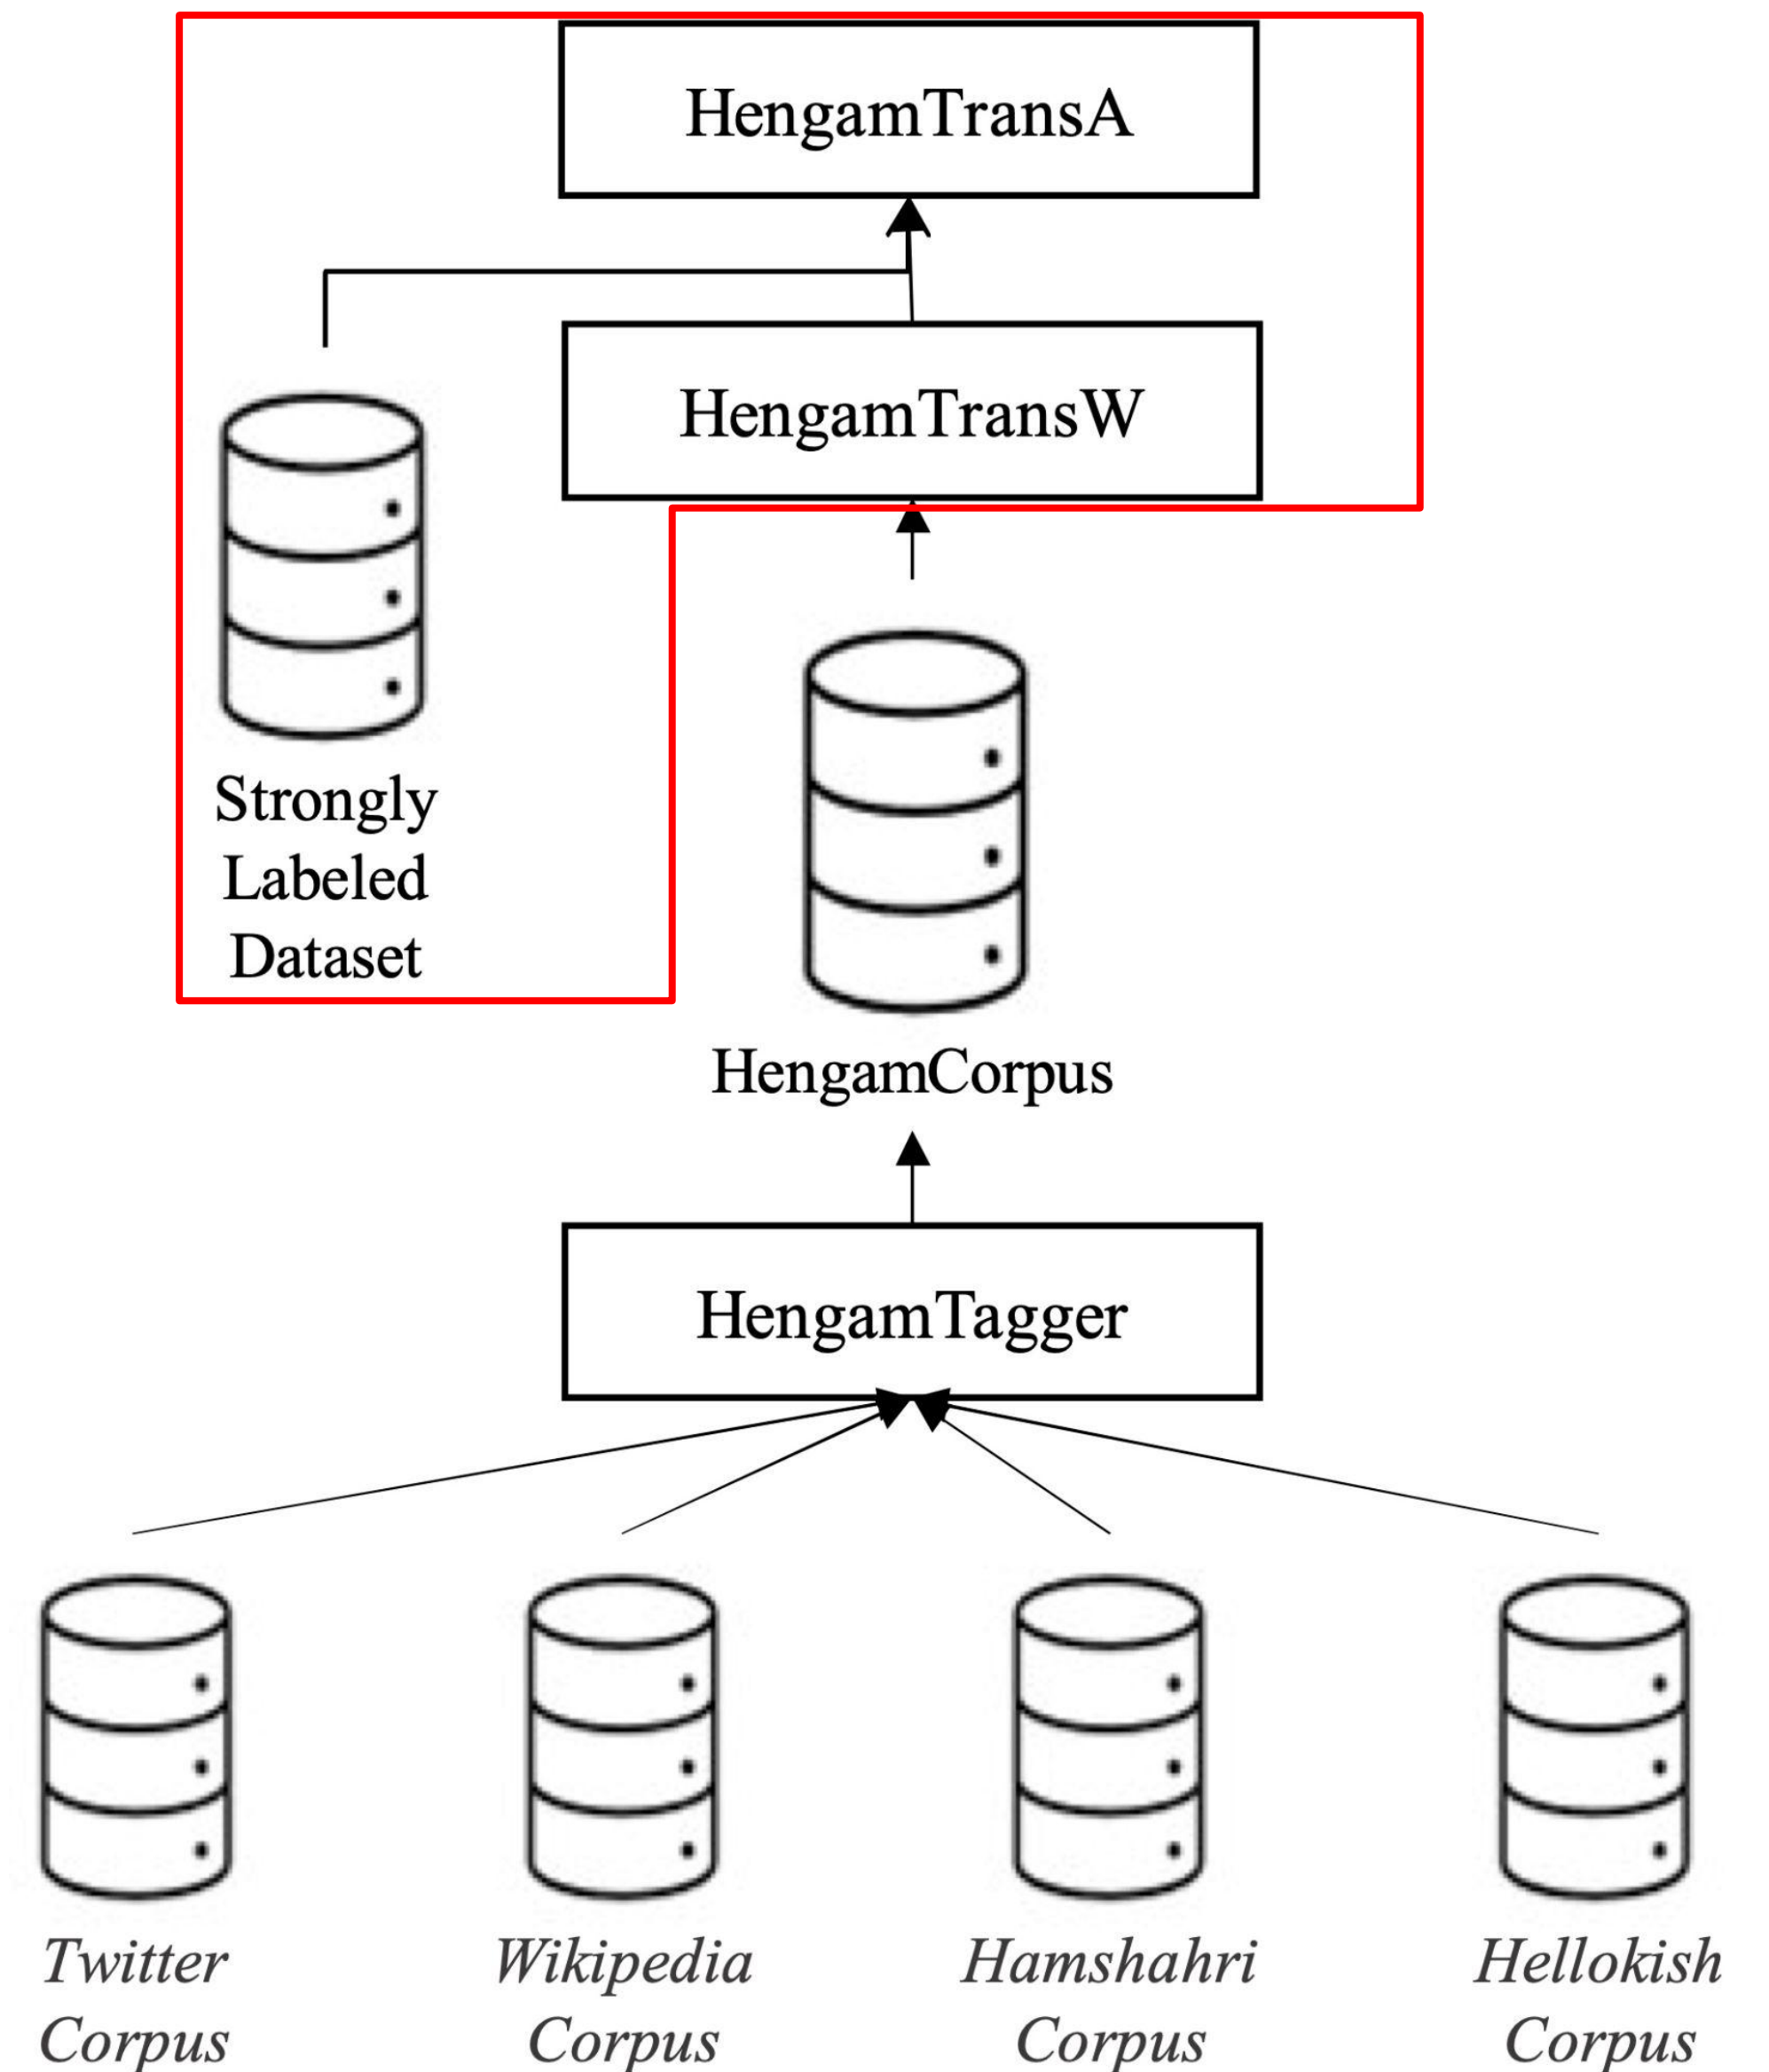 HengamTransA
HengamTransW
Strongly
Labeled
Dataset
HengamCorpus
HengamTagger
Twitter
Corpus
Wikipedia
Corpus
Hamshahri
Corpus
Hellokish
Corpus